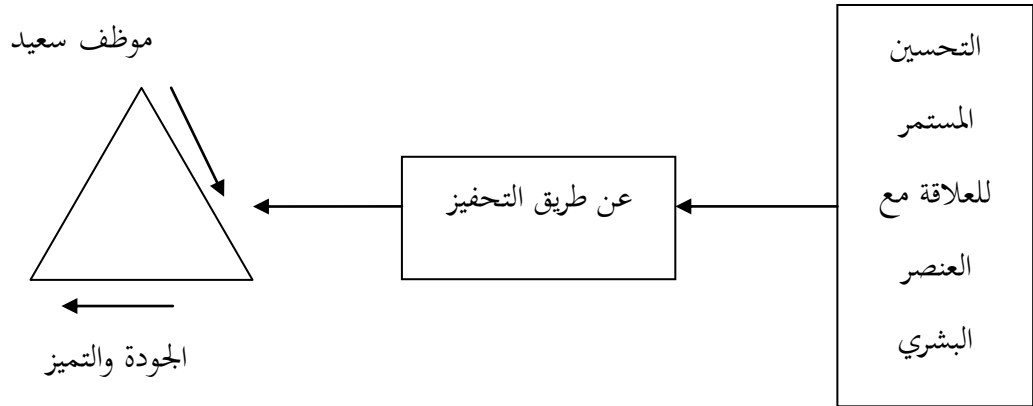 التحسين
المستمر
للعلاقة مع
العنصر
البشري
عن طريق التحفيز
موظف سعيد
الجودة والتميز